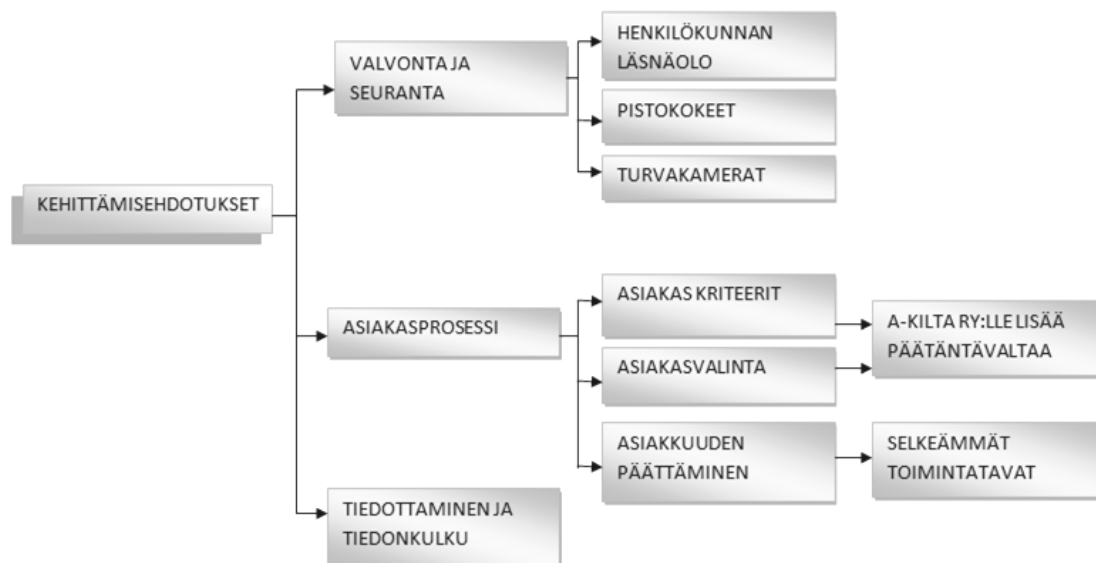 KEHITTÄMISEHDOTUKSET
VALVONTA JA
SEURANTA
HENKILÖKUNNAN
LÄSNÄOLO
PISTOKOKEET
TURVAKAMERAT
ASIAKASPROSESSI
ASIAKAS KRITEERIT
ASIAKASVALINTA
A-KILTA RY:LLE LISÄÄ
PÄÄTÄNTÄVALTAA
ASIAKKUUDEN
PÄÄTTÄMINEN
SELKEÄMMÄT
TOIMINTATAVAT
TIEDOTTAMINEN JA
TIEDONKULKU